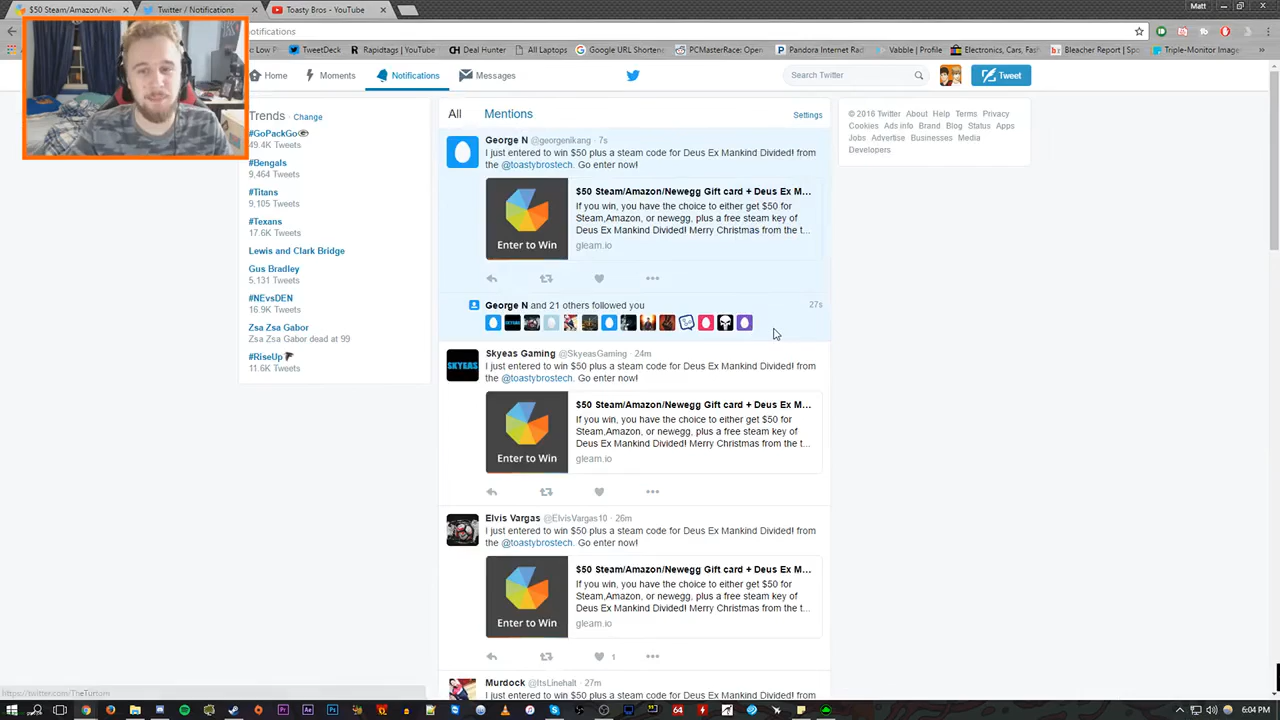 $50 Steam/Amazon/New
Twitter / Notifications
Toasty Bros - YouTube
Matt
otifications
Low P
TweetDeck
Rapidtags | YouTube
CH Deal Hunter
All Laptops
Google URL Shortene
PCMasterRace: Open
Pandora Internet Rad
Vabble | Profile
Electronics, Cars, Fash
Bleacher Report | Spo
Triple-Monitor Image
Home
Moments
Notifications
Messages
Search Twitter
Tweet
Trends · Change
#GoPackGo
49.4K Tweets
#Bengals
9,464 Tweets
#Titans
9,105 Tweets
#Texans
17.6K Tweets
Lewis and Clark Bridge
Gus Bradley
5,131 Tweets
#NEvsDEN
16.9K Tweets
Zsa Zsa Gabor
Zsa Zsa Gabor dead at 99
#RiseUp
11.6K Tweets
All
Mentions
Settings
George N @georgenikang · 7s
I just entered to win $50 plus a steam code for Deus Ex Mankind Divided! from
the @toastybrostech. Go enter now!
Enter to Win
$50 Steam/Amazon/Newegg Gift card + Deus Ex M...
If you win, you have the choice to either get $50 for
Steam,Amazon, or newegg, plus a free steam key of
Deus Ex Mankind Divided! Merry Christmas from the t...
gleam.io
George N and 21 others followed you
27s
SKYEAS
Skyeas Gaming @SkyeasGaming · 24m
I just entered to win $50 plus a steam code for Deus Ex Mankind Divided! from
the @toastybrostech. Go enter now!
Enter to Win
$50 Steam/Amazon/Newegg Gift card + Deus Ex M...
If you win, you have the choice to either get $50 for
Steam,Amazon, or newegg, plus a free steam key of
Deus Ex Mankind Divided! Merry Christmas from the t...
gleam.io
Elvis Vargas @ElvisVargas10 · 26m
I just entered to win $50 plus a steam code for Deus Ex Mankind Divided! from
the @toastybrostech. Go enter now!
Enter to Win
$50 Steam/Amazon/Newegg Gift card + Deus Ex M...
If you win, you have the choice to either get $50 for
Steam,Amazon, or newegg, plus a free steam key of
Deus Ex Mankind Divided! Merry Christmas from the t...
gleam.io
1
Murdock @ItsLinehalt · 27m
I just entered to win $50 plus a steam code for Deus Ex Mankind Divided! from
© 2016 Twitter About Help Terms Privacy
Cookies Ads info Brand Blog Status Apps
Jobs Advertise Businesses Media
Developers
https://twitter.com/TheTurtom
6:04 PM